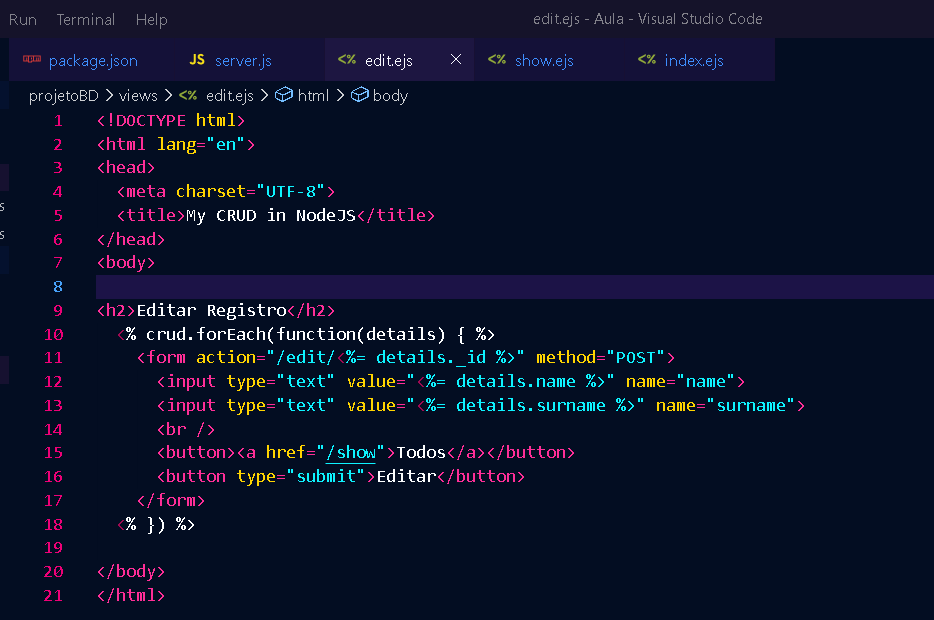 Run Terminal Help edit.ejs - Aula - Visual Studio Code
package.json JS server.js <% edit.ejs × <% show.ejs <% index.ejs
projetoBD > views > <% edit.ejs > html > body
1 <!DOCTYPE html>
2 <html lang="en">
3 <head>
4 <meta charset="UTF-8">
5 <title>My CRUD in NodeJS</title>
6 </head>
7 <body>
8
9 <h2>Editar Registro</h2>
10 <% crud.forEach(function(details) { %>
11 <form action="/edit/<%= details._id %>" method="POST">
12 <input type="text" value="<%= details.name %>" name="name">
13 <input type="text" value="<%= details.surname %>" name="surname">
14 <br />
15 <button><a href="/show">Todos</a></button>
16 <button type="submit">Editar</button>
17 </form>
18 <% }) %>
19
20 </body>
21 </html>